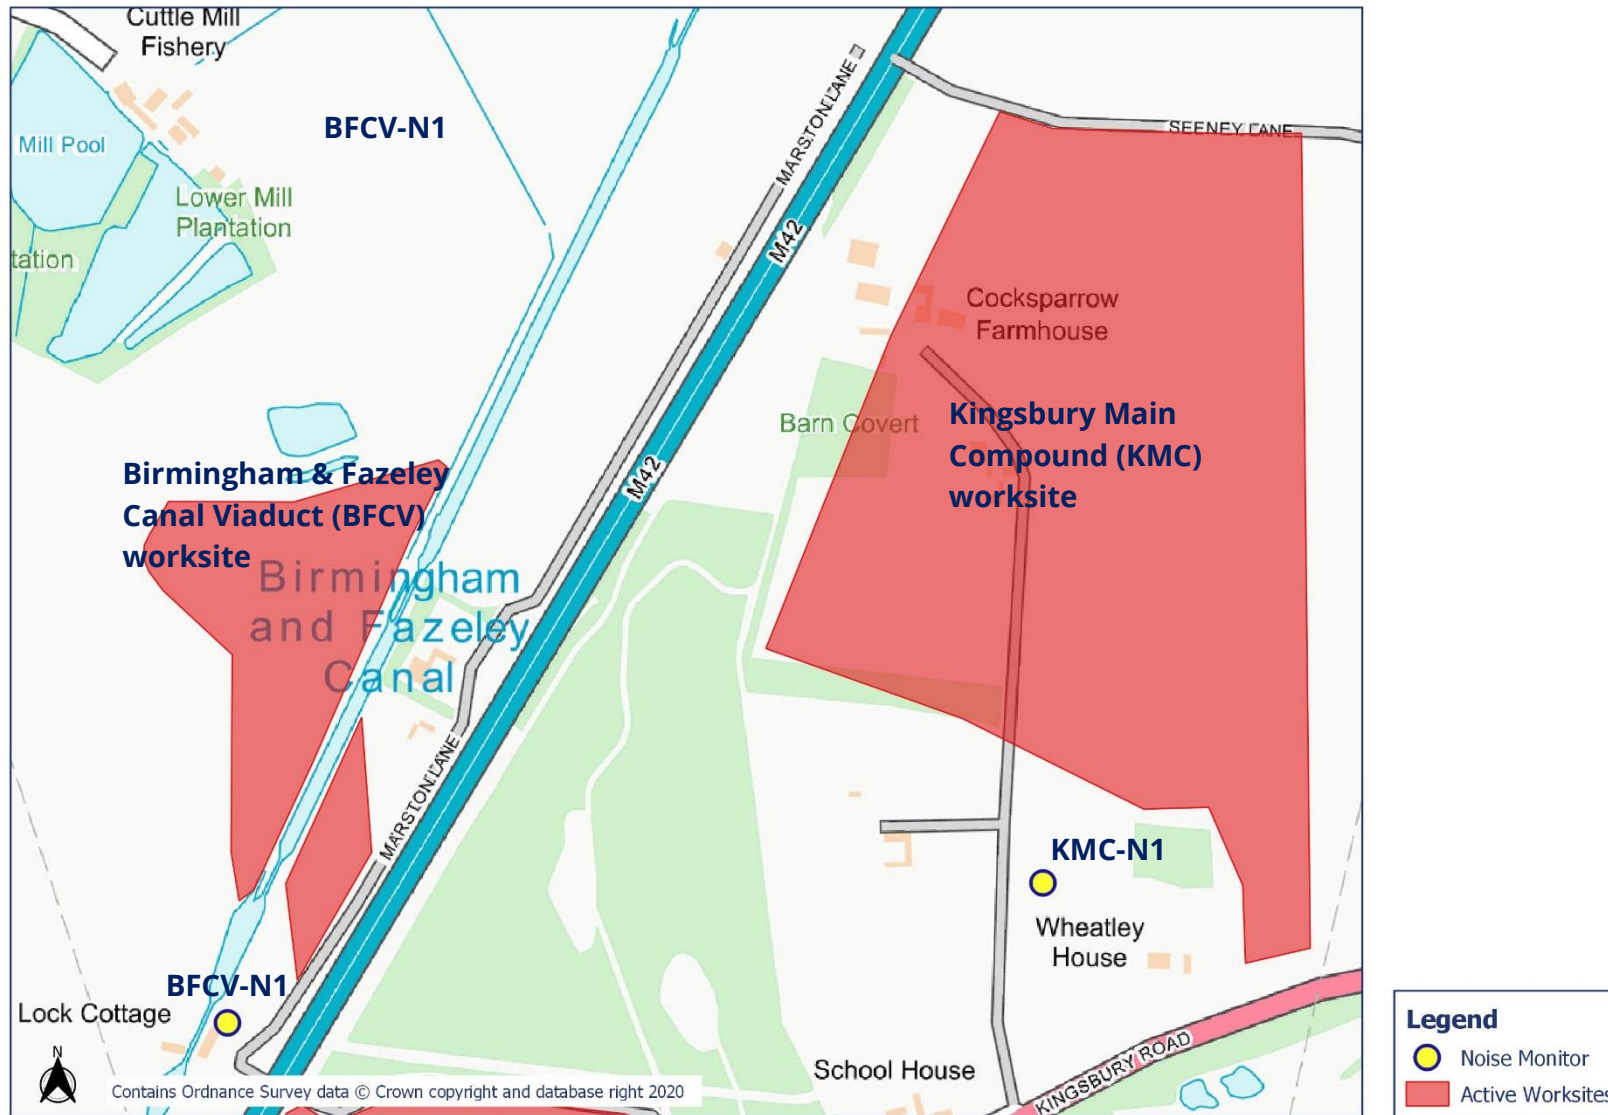 Cuttle Mill
Fishery
BFCV-N1
MARSTON LANE
SEENEY LANE
Mill Pool
Lower Mill
Plantation
M42
tation
Cocksparrow
Farmhouse
Barn Covert
Kingsbury Main
Compound (KMC)
worksite
M42
Birmingham & Fazeley
Canal Viaduct (BFCV)
worksite
Birmingham
and Fazeley
Canal
MARSTON LANE
KMC-N1
Wheatley
House
BFCV-N1
Lock Cottage
School House
KINGSBURY ROAD
N
Contains Ordnance Survey data © Crown copyright and database right 2020
Legend
Noise Monitor
Active Worksites